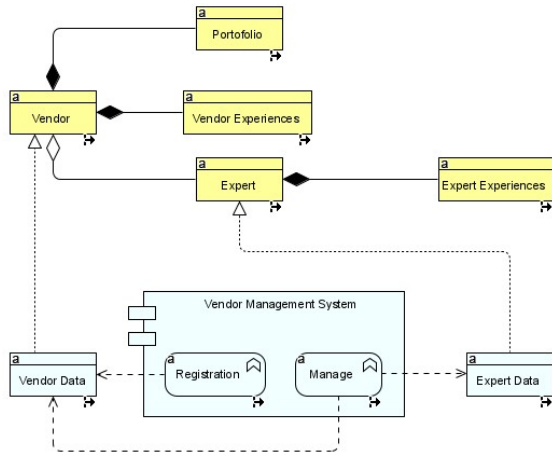 a
Portofolio
a
Vendor
a
Vendor Experiences
a
Expert
a
Expert Experiences
Vendor Management System
a
Vendor Data
a
Registration
a
Manage
a
Expert Data